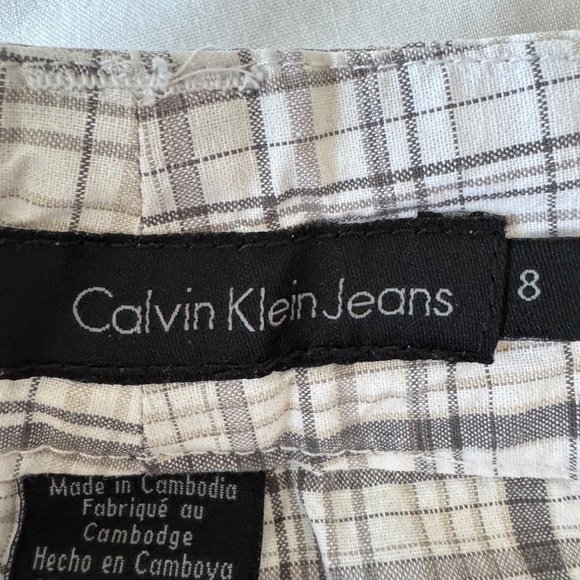 Calvin Klein Jeans
8
Made in Cambodia
Fabriqué au
Cambodge
Hecho en Camboya